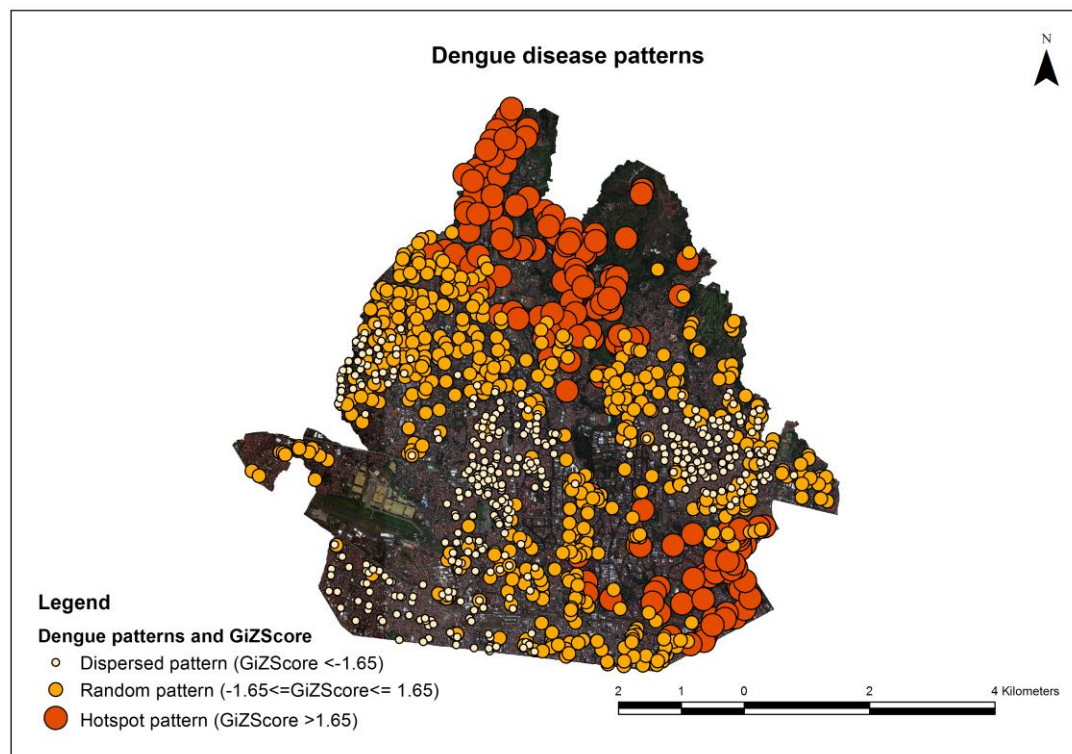 Dengue disease patterns
N
Legend
Dengue patterns and GiZScore
Dispersed pattern (GiZScore <-1.65)
Random pattern (-1.65<=GiZScore<= 1.65)
Hotspot pattern (GiZScore >1.65)
2 1 0 2 4 Kilometers